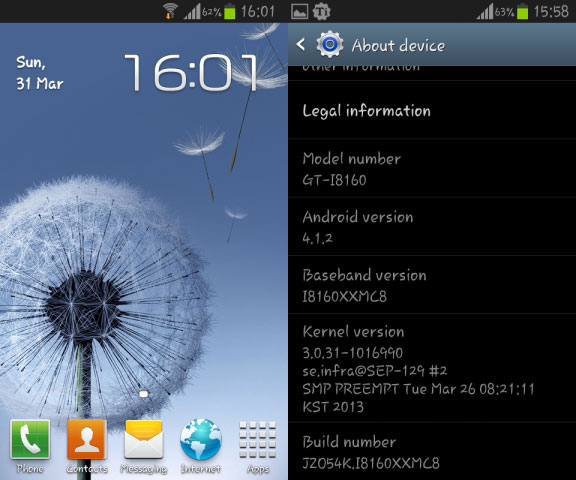 62% 16:01
Sun,
31 Mar
16:01
Phone
Contacts
Messaging
Internet
Apps
63% 15:58
About device
Other information
Legal information
Model number
GT-I8160
Android version
4.1.2
Baseband version
I8160XXMC8
Kernel version
3.0.31-1016990
se.infra@SEP-129 #2
SMP PREEMPT Tue Mar 26 08:21:11
KST 2013
Build number
JZO54K.I8160XXMC8